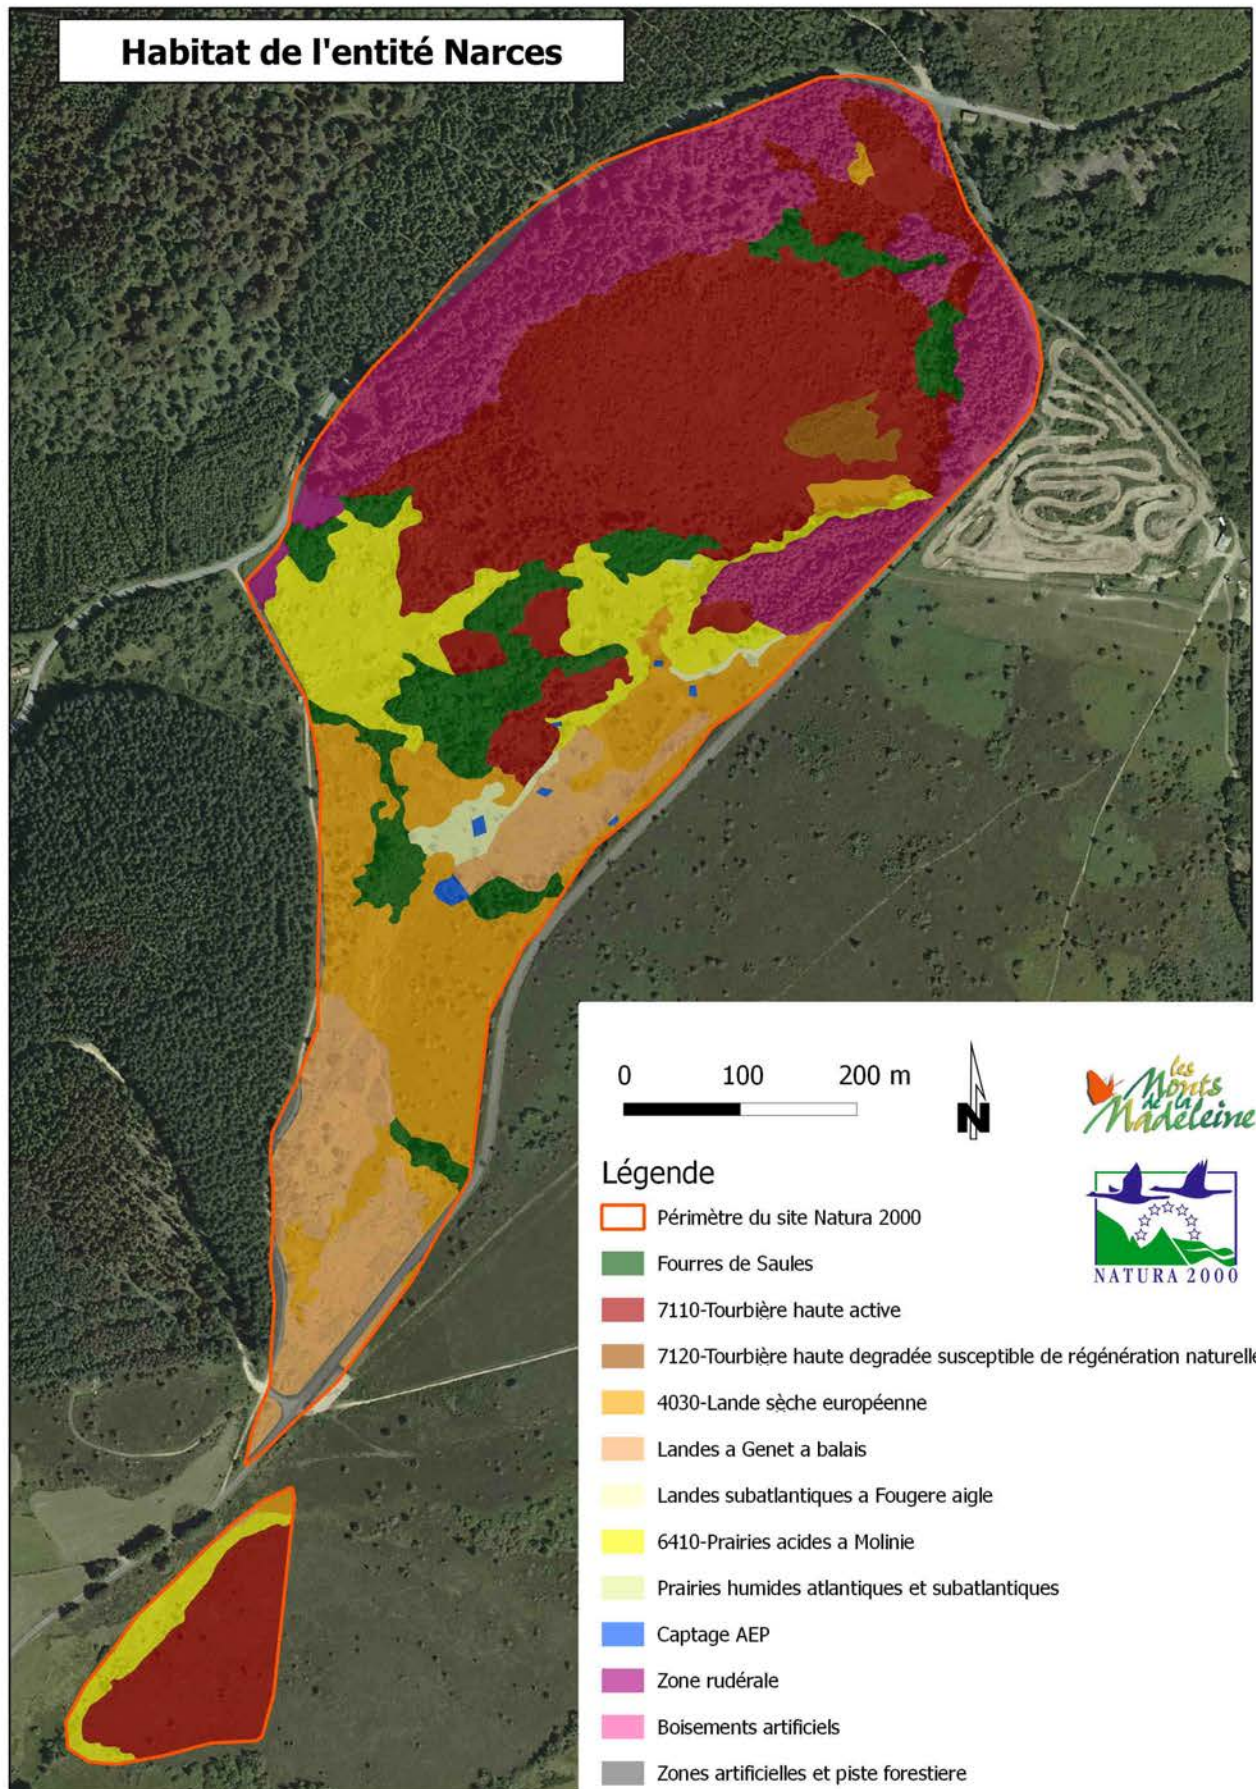 Habitat de l'entité Narces
0 100 200 m
N
les
Monts
de la
Madeleine
Légende
Périmètre du site Natura 2000
Fourres de Saules
7110-Tourbière haute active
7120-Tourbière haute degradée susceptible de régénération naturelle
4030-Lande sèche européenne
Landes a Genet a balais
Landes subatlantiques a Fougere aigle
6410-Prairies acides a Molinie
Prairies humides atlantiques et subatlantiques
Captage AEP
Zone rudérale
Boisements artificiels
Zones artificielles et piste forestiere
NATURA 2000